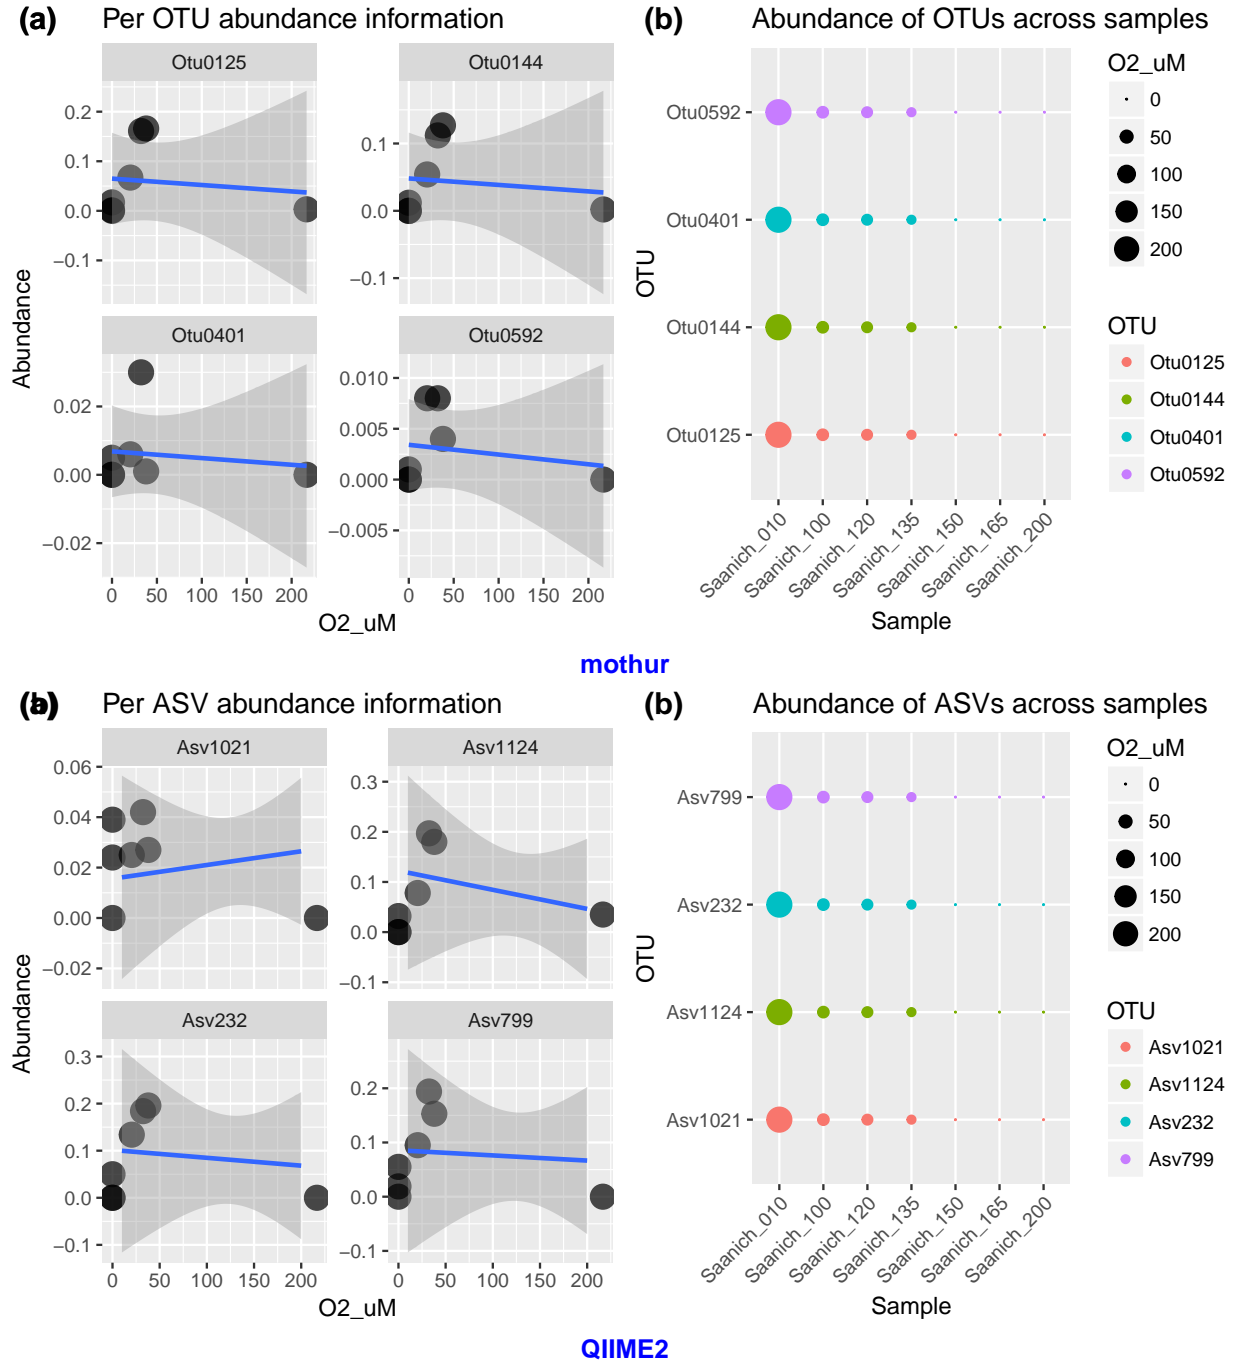 (a) Per OTU abundance information
Otu0125 Otu0144
0.2
0.1
0.0
−0.1
0.1
0.0
−0.1
Otu0401 Otu0592
0.02
0.00
−0.02
0.010
0.005
0.000
−0.005
Abundance
0 50 100 150 200 0 50 100 150 200
O2_uM
(b) Abundance of OTUs across samples
Otu0592
Otu0401
Otu0144
Otu0125
OTU
Saanich_010 Saanich_100 Saanich_120 Saanich_135 Saanich_150 Saanich_165 Saanich_200
Sample
O2_uM
0
50
100
150
200
OTU
Otu0125
Otu0144
Otu0401
Otu0592
mothur
Per ASV abundance information
Asv1021 Asv1124
0.06
0.04
0.02
0.00
−0.02
0.3
0.2
0.1
0.0
−0.1
Asv232 Asv799
0.3
0.2
0.1
0.0
−0.1
0.3
0.2
0.1
0.0
−0.1
Abundance
0 50 100 150 200 0 50 100 150 200
O2_uM
(b) Abundance of ASVs across samples
Asv799
Asv232
Asv1124
Asv1021
OTU
Saanich_010 Saanich_100 Saanich_120 Saanich_135 Saanich_150 Saanich_165 Saanich_200
Sample
O2_uM
0
50
100
150
200
OTU
Asv1021
Asv1124
Asv232
Asv799
QIIME2